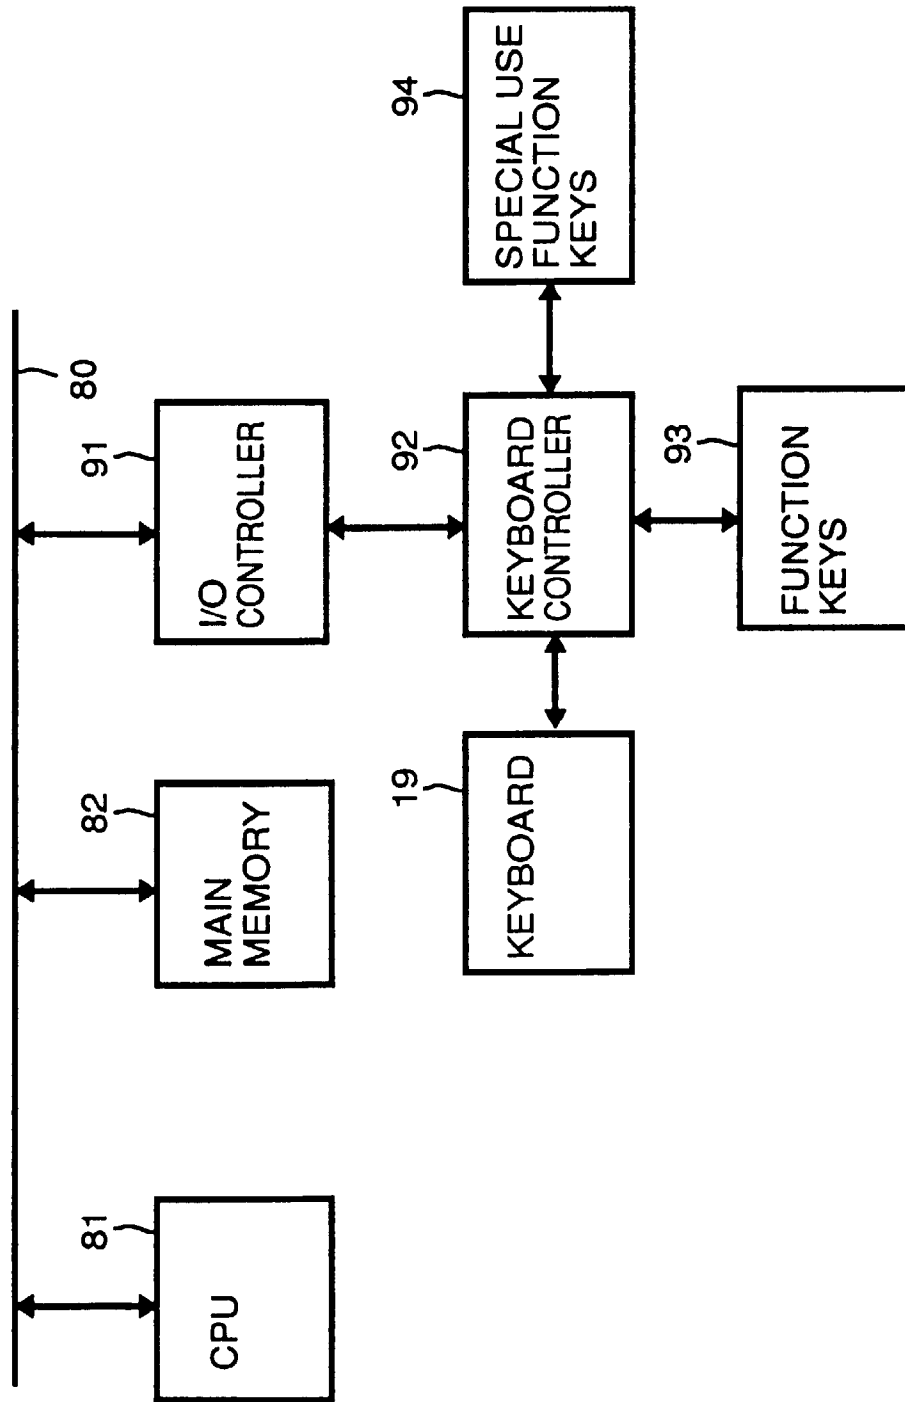 80
81
CPU
82
MAIN
MEMORY
91
I/O
CONTROLLER
19
KEYBOARD
92
KEYBOARD
CONTROLLER
94
SPECIAL USE
FUNCTION
KEYS
93
FUNCTION
KEYS